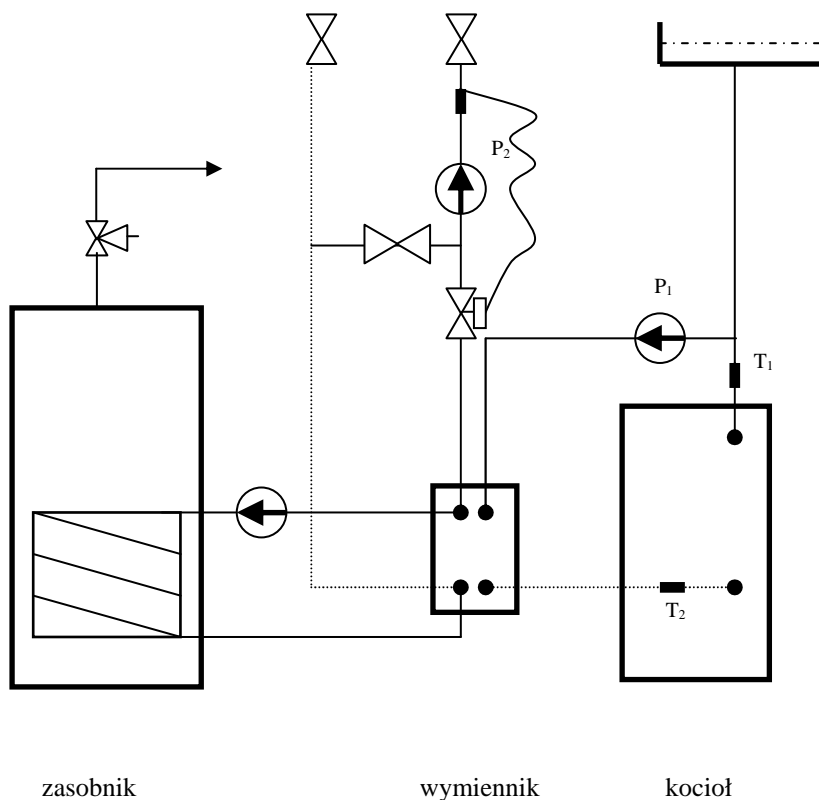 P₂
P₁
T₁
T₂
zasobnik wymiennik kocioł